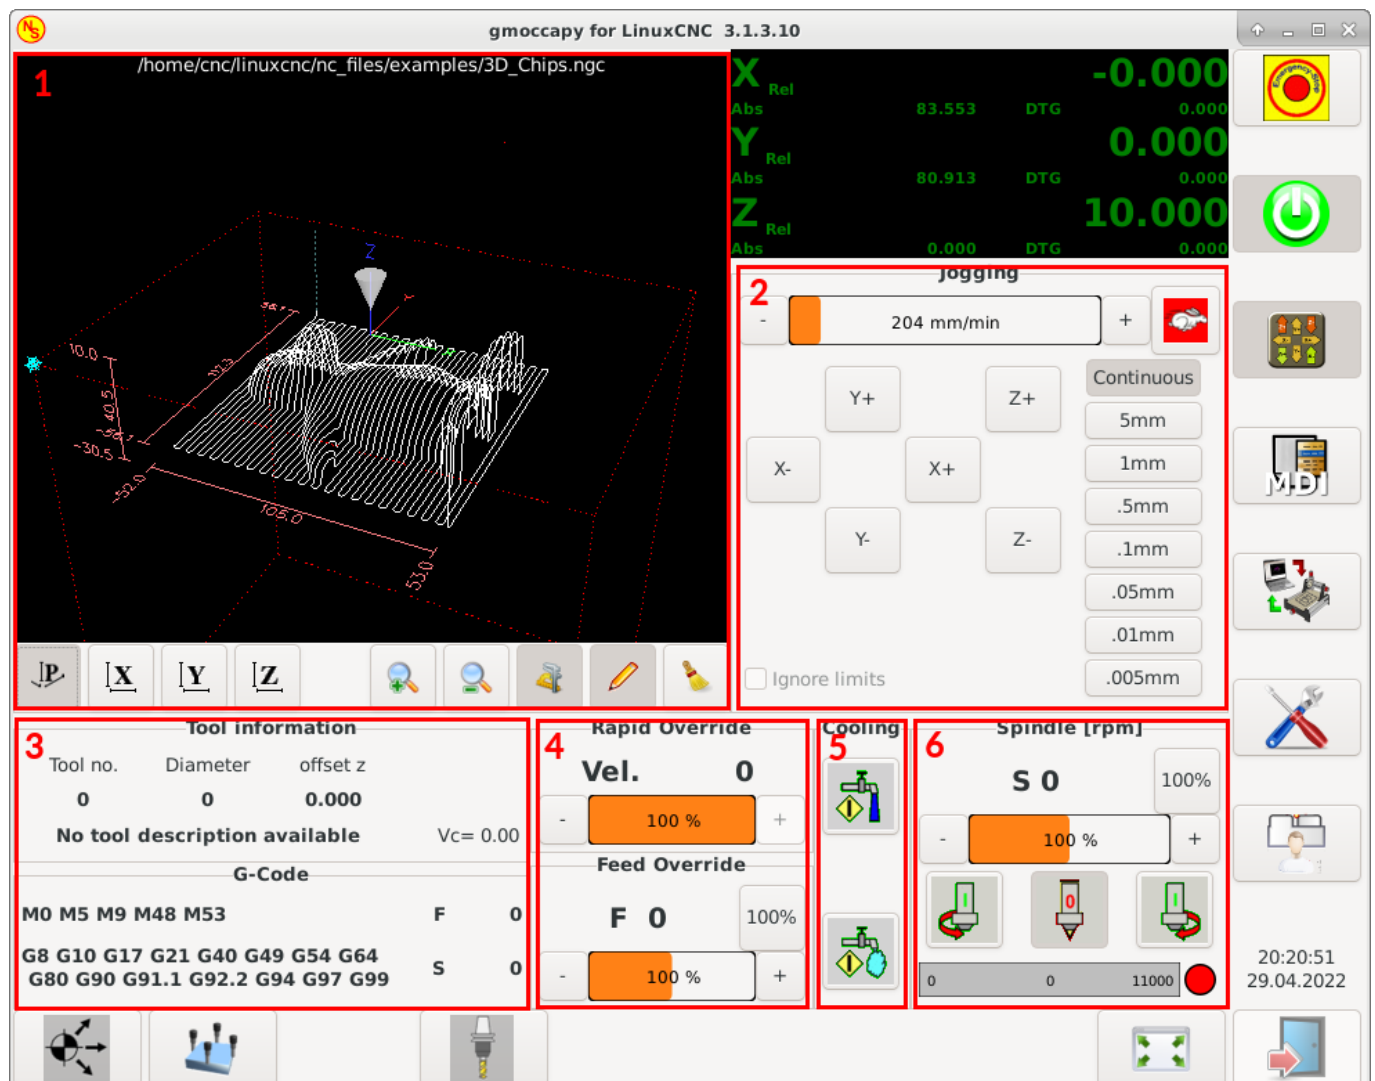 NS
gmoccapy for LinuxCNC 3.1.3.10
1
/home/cnc/linuxcnc/nc_files/examples/3D_Chips.ngc
Z
10.0
40.5
-30.5
-52.0
105.0
53.0
P X Y Z
X Rel -0.000
Abs 83.553 DTG 0.000
Y Rel 0.000
Abs 80.913 DTG 0.000
Z Rel 10.000
Abs 0.000 DTG 0.000
Emergency-Stop
MDI
2
Jogging
- 204 mm/min +
Y+ Z+
X- X+
Y- Z-
Continuous
5mm
1mm
.5mm
.1mm
.05mm
.01mm
.005mm
Ignore limits
3
Tool information
Tool no. Diameter offset z
0 0 0.000
No tool description available Vc= 0.00
G-Code
M0 M5 M9 M48 M53 F 0
G8 G10 G17 G21 G40 G49 G54 G64
G80 G90 G91.1 G92.2 G94 G97 G99
S 0
4
Rapid Override
Vel. 0
- 100 % +
Feed Override
F 0 100%
- 100 % +
5
Cooling
6
Spindle [rpm]
S 0 100%
- 100 % +
I 0 I
0 0 11000
20:20:51
29.04.2022